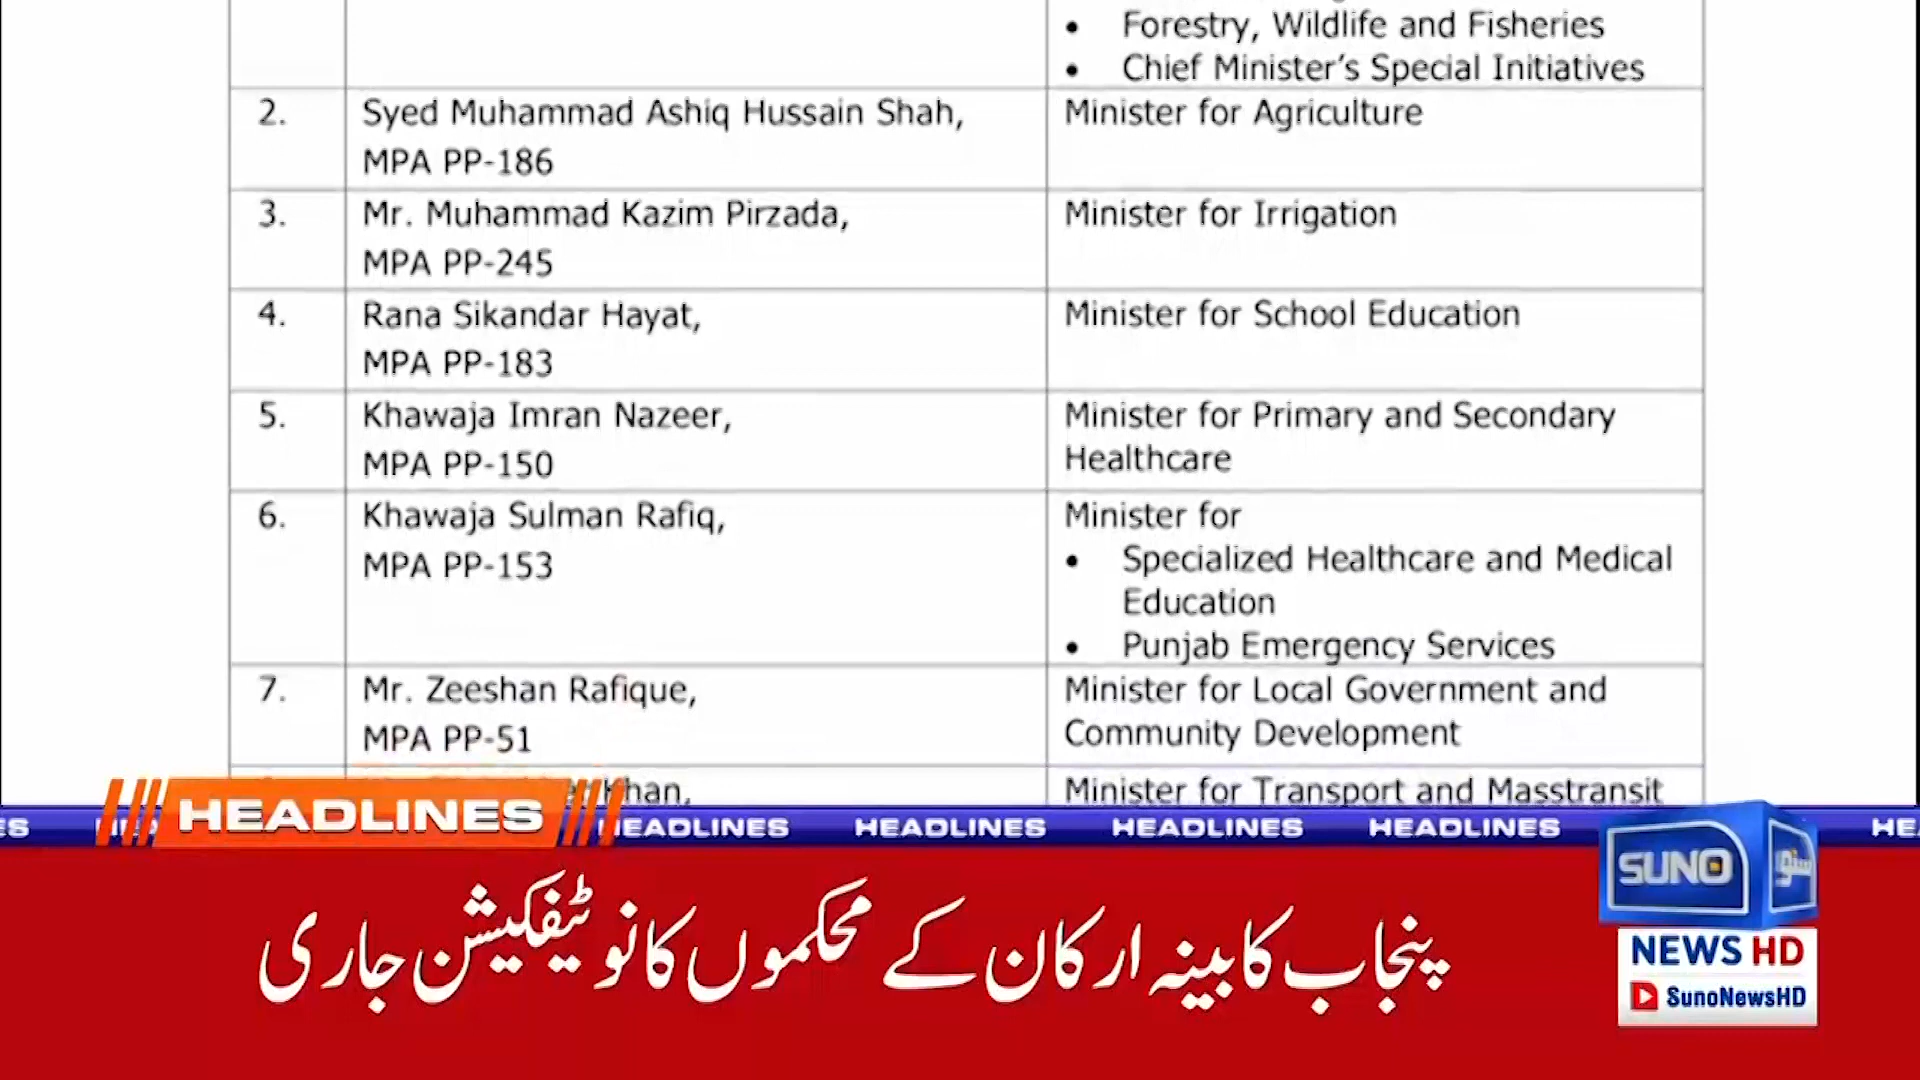 • Forestry, Wildlife and Fisheries
• Chief Minister's Special Initiatives
2. Syed Muhammad Ashiq Hussain Shah, Minister for Agriculture
MPA PP-186
3. Mr. Muhammad Kazim Pirzada, Minister for Irrigation
MPA PP-245
4. Rana Sikandar Hayat, Minister for School Education
MPA PP-183
5. Khawaja Imran Nazeer, Minister for Primary and Secondary
MPA PP-150 Healthcare
6. Khawaja Sulman Rafiq, Minister for
MPA PP-153 • Specialized Healthcare and Medical
Education
• Punjab Emergency Services
7. Mr. Zeeshan Rafique, Minister for Local Government and
MPA PP-51 Community Development
Khan, Minister for Transport and Masstransit
HEADLINES
HEADLINES HEADLINES HEADLINES HEADLINES
SUNO سنو
پنجاب کابینہ ارکان کے محکموں کا نوٹیفکیشن جاری
NEWS HD
SunoNewsHD